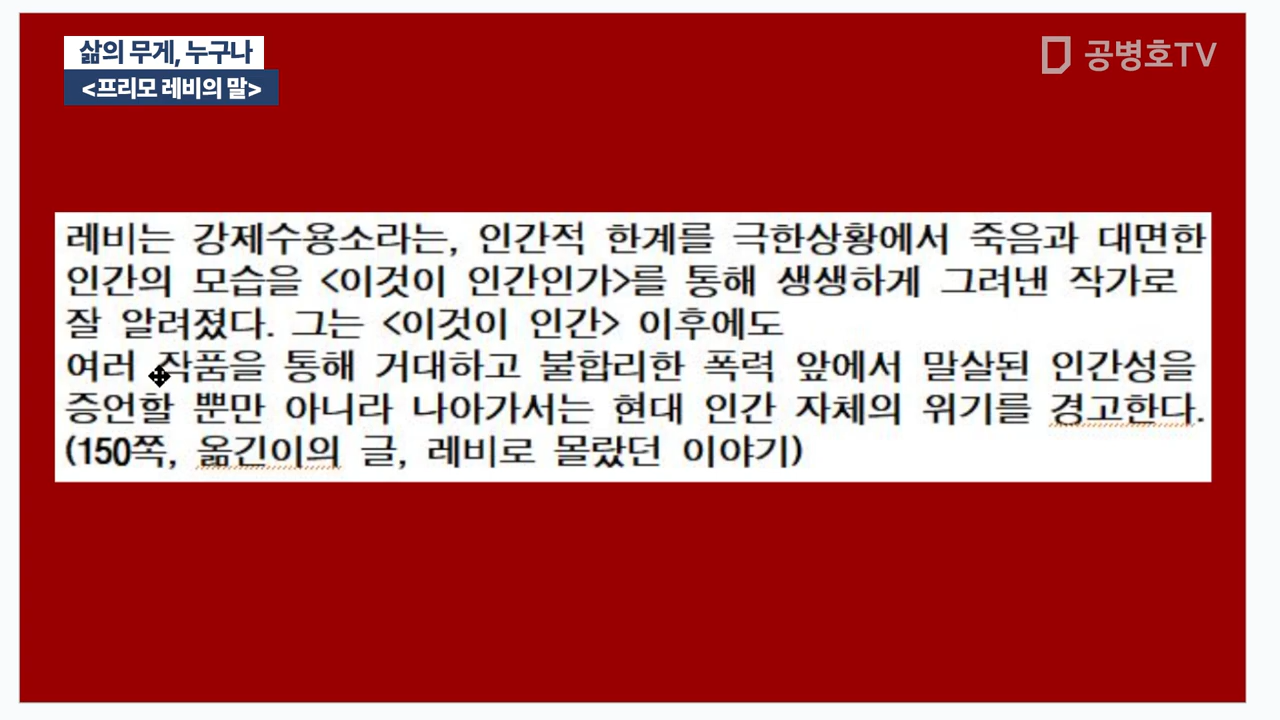 삶의 무게, 누구나
<프리모 레비의 말>
공병호TV
레비는 강제수용소라는, 인간적 한계를 극한상황에서 죽음과 대면한
인간의 모습을 <이것이 인간인가>를 통해 생생하게 그려낸 작가로
잘 알려졌다. 그는 <이것이 인간> 이후에도
여러 작품을 통해 거대하고 불합리한 폭력 앞에서 말살된 인간성을
증언할 뿐만 아니라 나아가서는 현대 인간 자체의 위기를 경고한다.
(150쪽, 옮긴이의 글, 레비로 몰랐던 이야기)